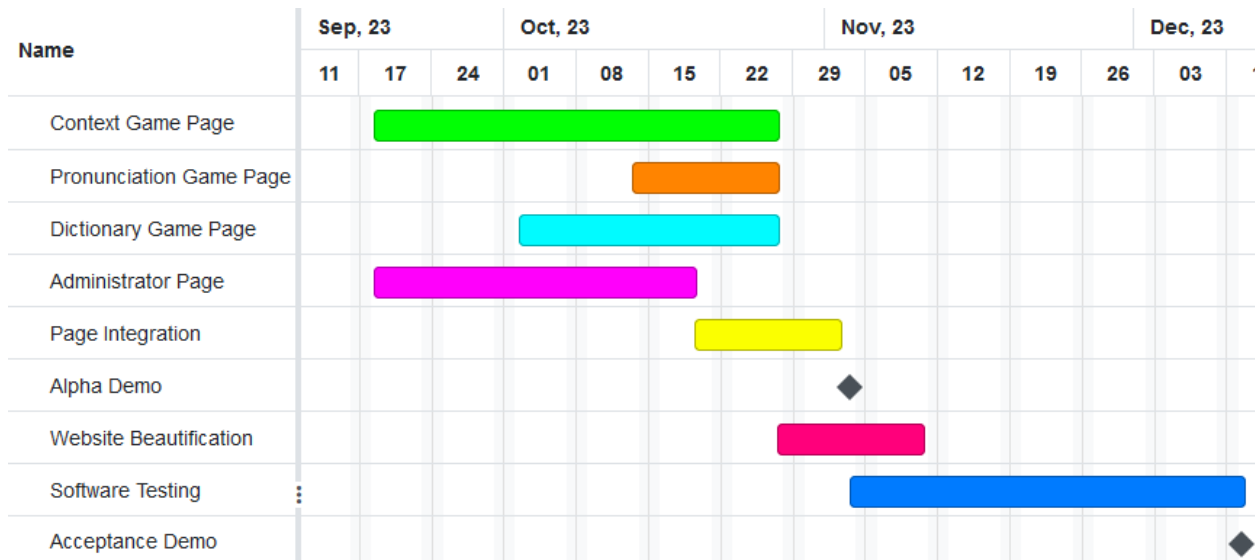 Name
Sep, 23 Oct, 23 Nov, 23 Dec, 23
11 17 24 01 08 15 22 29 05 12 19 26 03
Context Game Page
Pronunciation Game Page
Dictionary Game Page
Administrator Page
Page Integration
Alpha Demo
Website Beautification
Software Testing
Acceptance Demo